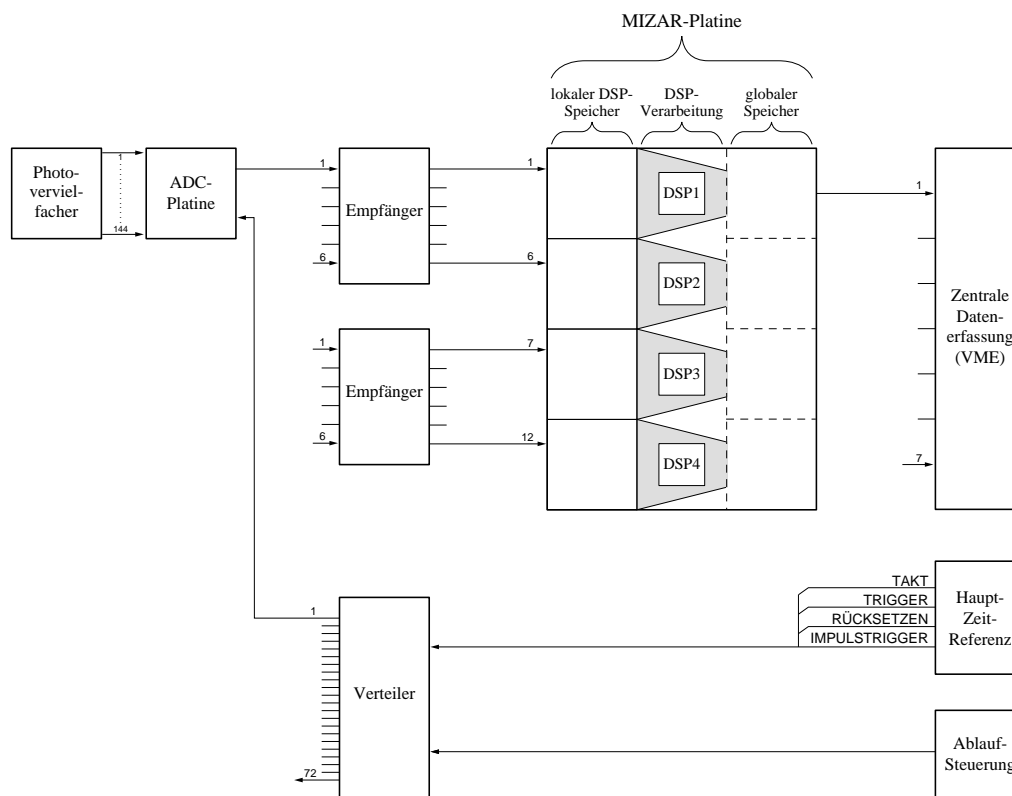 MIZAR-Platine
lokaler DSP-
Speicher
DSP-
Verarbeitung
globaler
Speicher
Photo-
verviel-
facher
1
144
ADC-
Platine
1
6
Empfänger
1
6
1
6
Empfänger
7
12
DSP1
DSP2
DSP3
DSP4
1
7
Zentrale
Daten-
erfassung
(VME)
TAKT
TRIGGER
RÜCKSETZEN
IMPULSTRIGGER
Haupt-
Zeit-
Referenz
1
72
Verteiler
Ablauf-
Steuerung